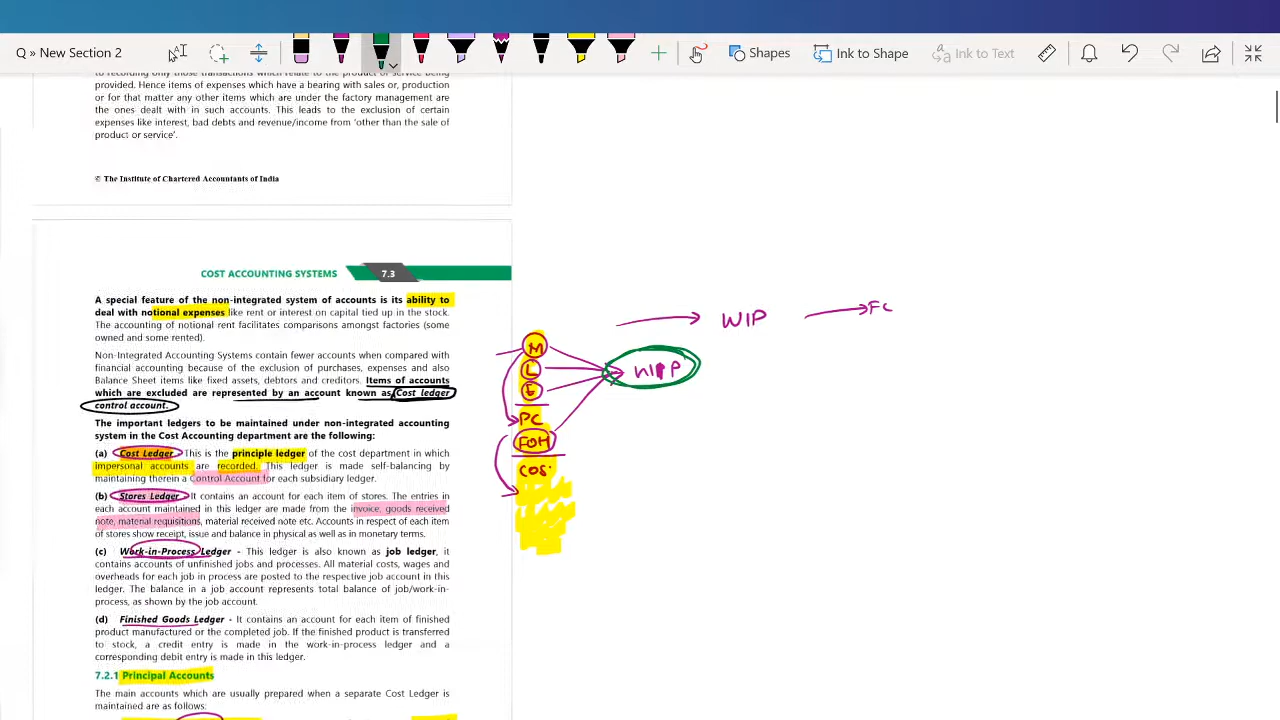 Q » New Section 2
Shapes
Ink to Shape
Ink to Text
to recording only those transactions which relate to the product or service being
provided. Hence items of expenses which have a bearing with sales or, production
or for that matter any other items which are under the factory management are
the ones dealt with in such accounts. This leads to the exclusion of certain
expenses like interest, bad debts and revenue/income from 'other than the sale of
product or service'.
© The Institute of Chartered Accountants of India
COST ACCOUNTING SYSTEMS 7.3
A special feature of the non-integrated system of accounts is its ability to
deal with notional expenses like rent or interest on capital tied up in the stock.
The accounting of notional rent facilitates comparisons amongst factories (some
owned and some rented).
Non-Integrated Accounting Systems contain fewer accounts when compared with
financial accounting because of the exclusion of purchases, expenses and also
Balance Sheet items like fixed assets, debtors and creditors. Items of accounts
which are excluded are represented by an account known as Cost ledger
control account.
The important ledgers to be maintained under non-integrated accounting
system in the Cost Accounting department are the following:
(a) Cost Ledger - This is the principle ledger of the cost department in which
impersonal accounts are recorded. This ledger is made self-balancing by
maintaining therein a Control Account for each subsidiary ledger.
(b) Stores Ledger - It contains an account for each item of stores. The entries in
each account maintained in this ledger are made from the invoice, goods received
note, material requisitions, material received note etc. Accounts in respect of each item
of stores show receipt, issue and balance in physical as well as in monetary terms.
(c) Work-in-Process Ledger - This ledger is also known as job ledger, it
contains accounts of unfinished jobs and processes. All material costs, wages and
overheads for each job in process are posted to the respective job account in this
ledger. The balance in a job account represents total balance of job/work-in-
process, as shown by the job account.
(d) Finished Goods Ledger - It contains an account for each item of finished
product manufactured or the completed job. If the finished product is transferred
to stock, a credit entry is made in the work-in-process ledger and a
corresponding debit entry is made in this ledger.
7.2.1 Principal Accounts
The main accounts which are usually prepared when a separate Cost Ledger is
maintained are as follows:
WIP
FC
M
L
E
PC
FOH
COS.